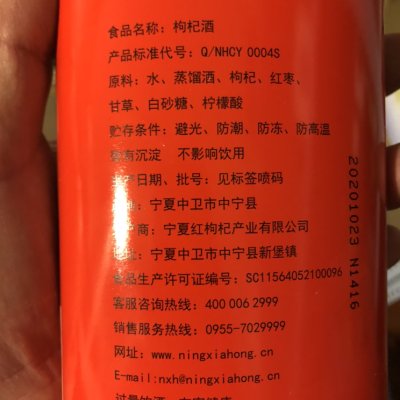 食品名称：枸杞酒
产品标准代号：Q/NHCY 0004S
原料：水、蒸馏酒、枸杞、红枣、
甘草、白砂糖、柠檬酸
贮存条件：避光、防潮、防冻、防高温
有沉淀 不影响饮用
日期、批号：见标签喷码
：宁夏中卫市中宁县
商：宁夏红枸杞产业有限公司
：宁夏中卫市中宁县新堡镇
食品生产许可证编号：SC11564052100096
客服咨询热线：400 006 2999
销售服务热线：0955-7029999
网址：www.ningxiahong.cn
E-mail:nxh@ningxiahong.cn
20201023 N1416